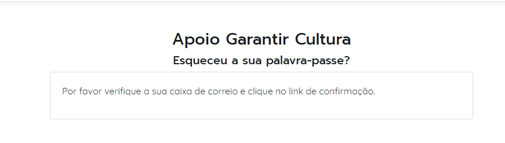 Apoio Garantir Cultura
Esqueceu a sua palavra-passe?
Por favor verifique a sua caixa de correio e clique no link de confirmação.